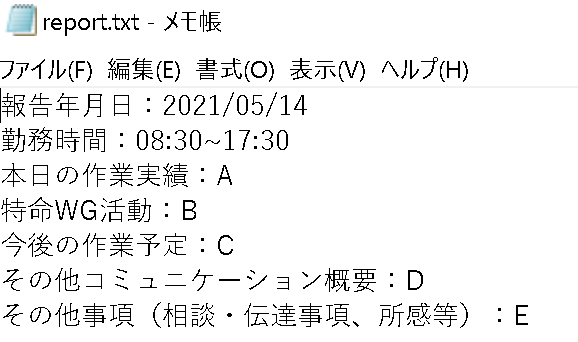 report.txt - メモ帳
ファイル(F) 編集(E) 書式(O) 表示(V) ヘルプ(H)
報告年月日：2021/05/14
勤務時間：08:30~17:30
本日の作業実績：A
特命WG活動：B
今後の作業予定：C
その他コミュニケーション概要：D
その他事項（相談・伝達事項、所感等）：E